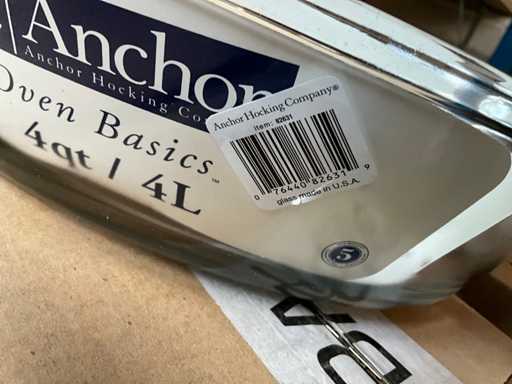 Anchor
Anchor Hocking Co
Oven Basics™
4qt / 4L
Anchor Hocking Company®
item: 82631
0 76440 82631 9
glass made in U.S.A.
5